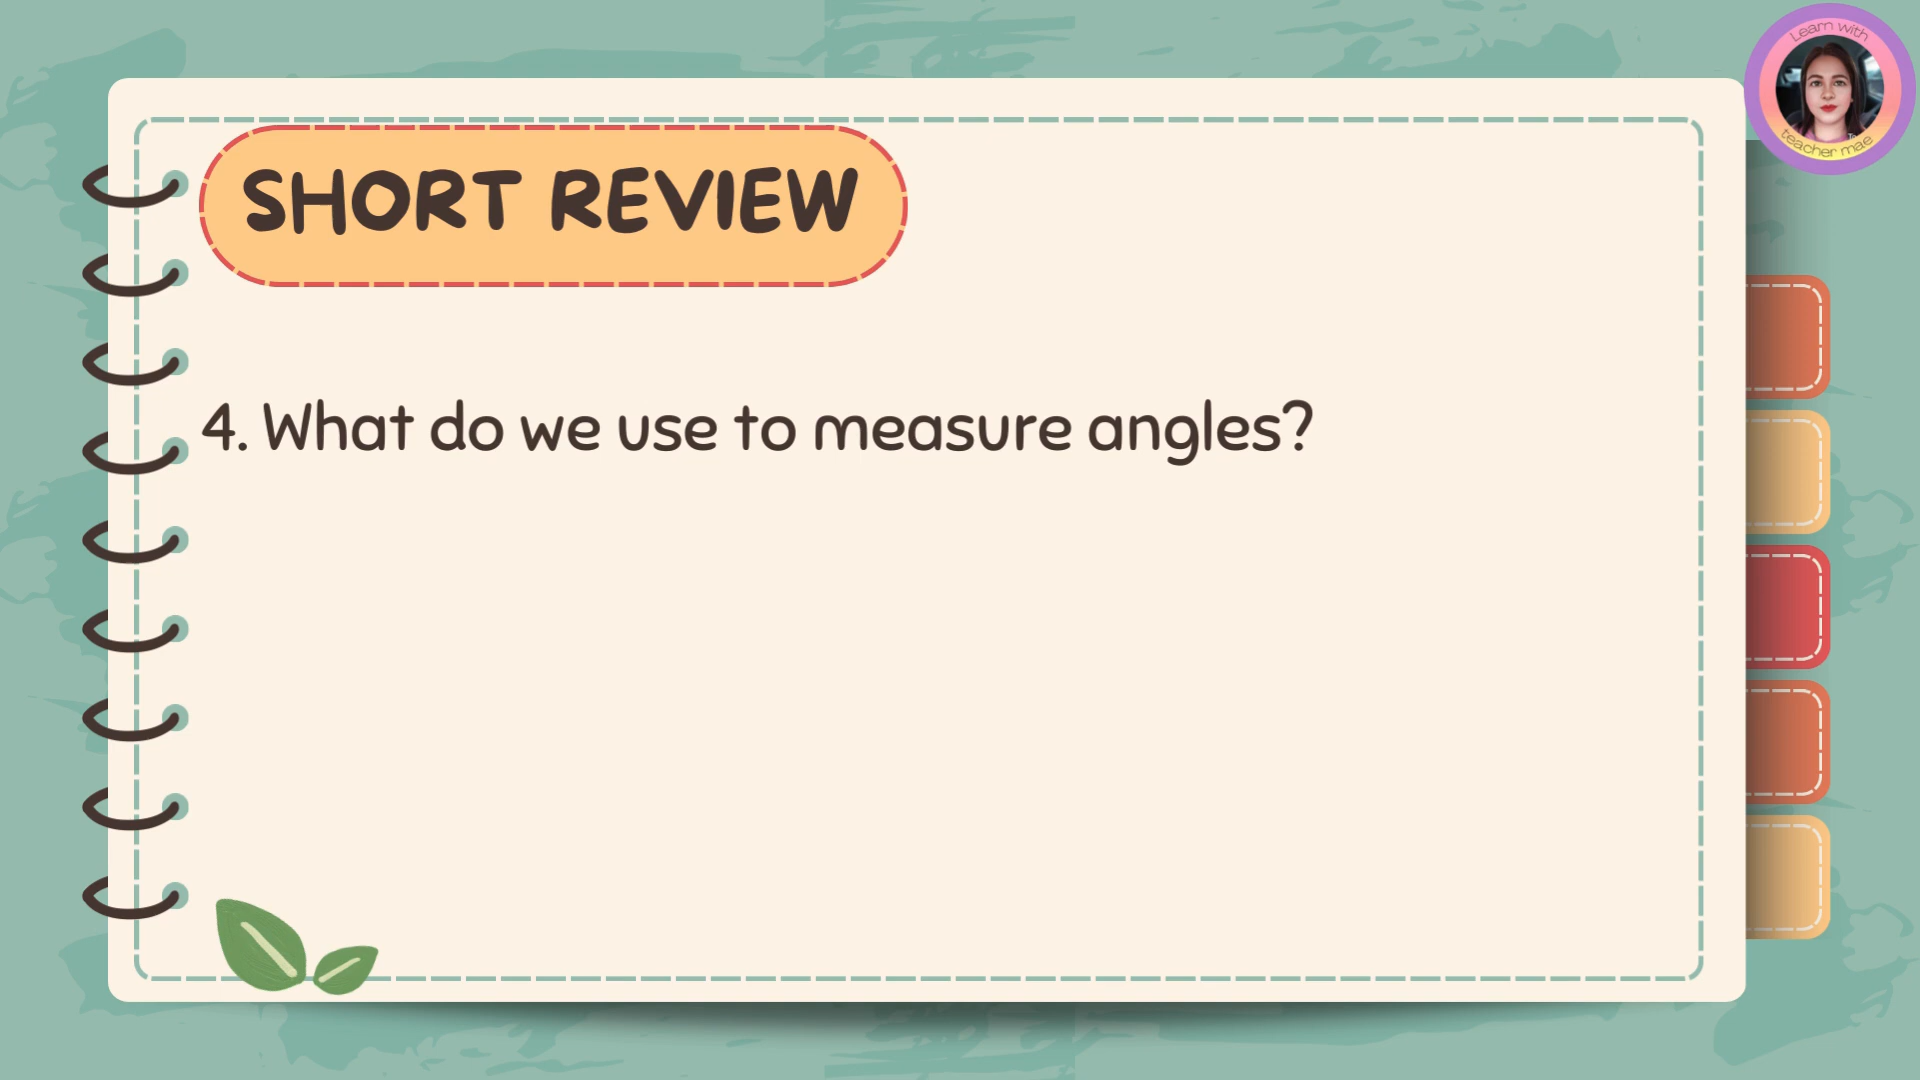 Learn with
teacher mae
SHORT REVIEW
4. What do we use to measure angles?